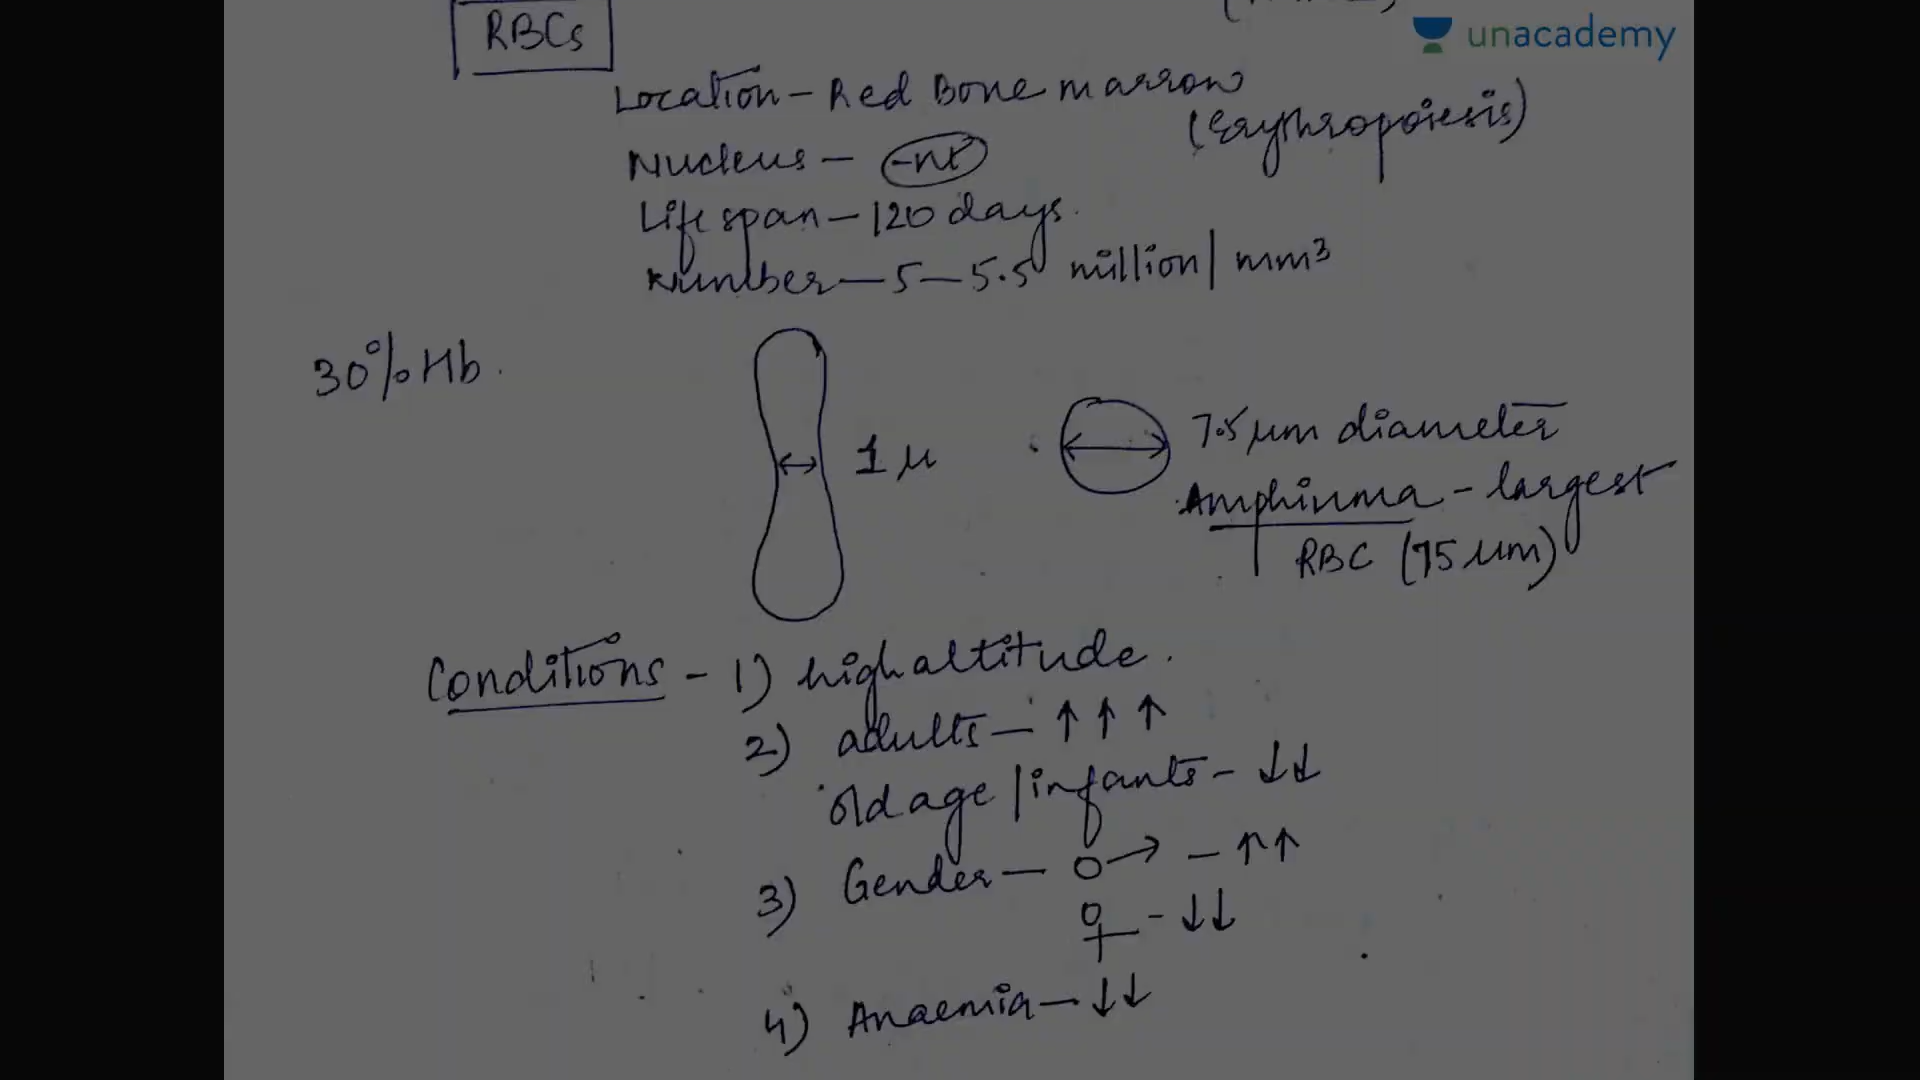 unacademy
RBCs
Location - Red Bone marrow
(Erythropoiesis)
Nucleus - -nt
Life span - 120 days.
Number - 5 - 5.5 million / mm³
30% Hb.
1 μ
7.5 μm diameter
Amphiuma - largest
RBC (75 μm)
Conditions - 1) high altitude.
2) adults - ↑ ↑ ↑
old age / infants - ↓↓
3) Gender - ♂ - ↑↑
♀ - ↓↓
4) Anaemia - ↓↓